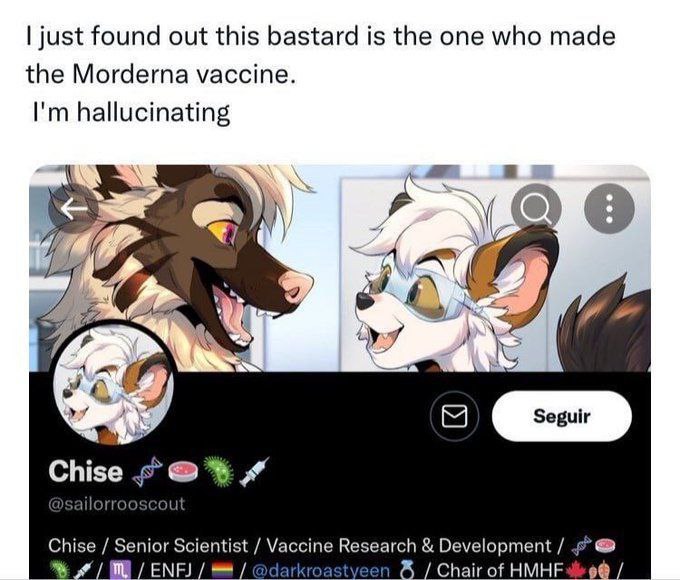 I just found out this bastard is the one who made
the Morderna vaccine.
I'm hallucinating
Seguir
Chise 🧬🧫🦠💉
@sailorrooscout
Chise / Senior Scientist / Vaccine Research & Development / 🧬🧫
🦠💉/ ♏ / ENFJ / 🏳️‍🌈 / @darkroastyeen 💍 / Chair of HMHF🍁🫁 /